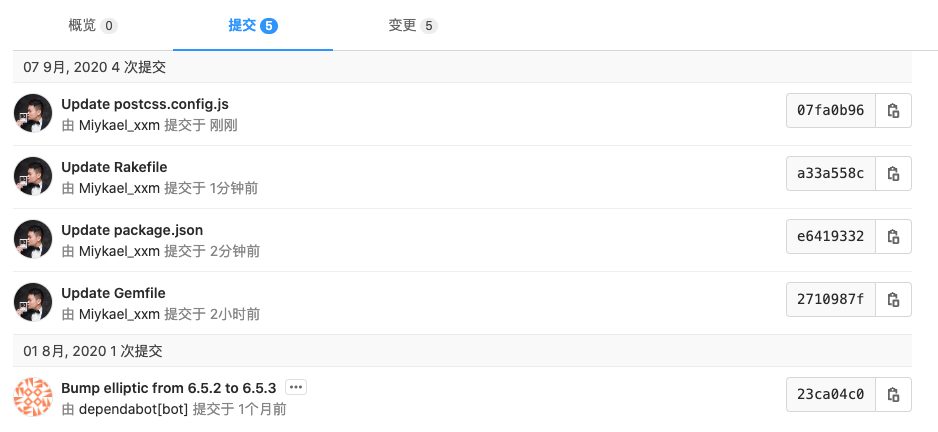 概览 0 提交 5 变更 5
07 9月, 2020 4 次提交
Update postcss.config.js
由 Miykael_xxm 提交于 刚刚
07fa0b96
Update Rakefile
由 Miykael_xxm 提交于 1分钟前
a33a558c
Update package.json
由 Miykael_xxm 提交于 2分钟前
e6419332
Update Gemfile
由 Miykael_xxm 提交于 2小时前
2710987f
01 8月, 2020 1 次提交
Bump elliptic from 6.5.2 to 6.5.3
由 dependabot[bot] 提交于 1个月前
23ca04c0